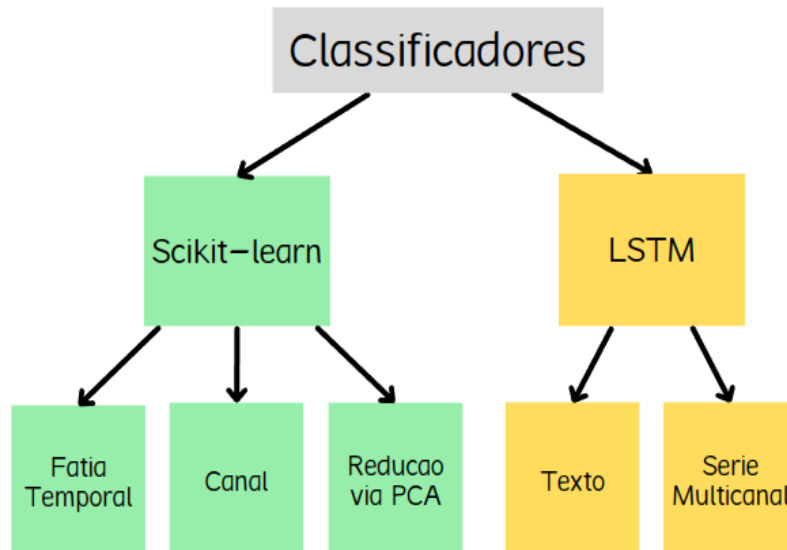 Classificadores
Scikit-learn
LSTM
Fatia
Temporal
Canal
Reducao
via PCA
Texto
Serie
Multicanal